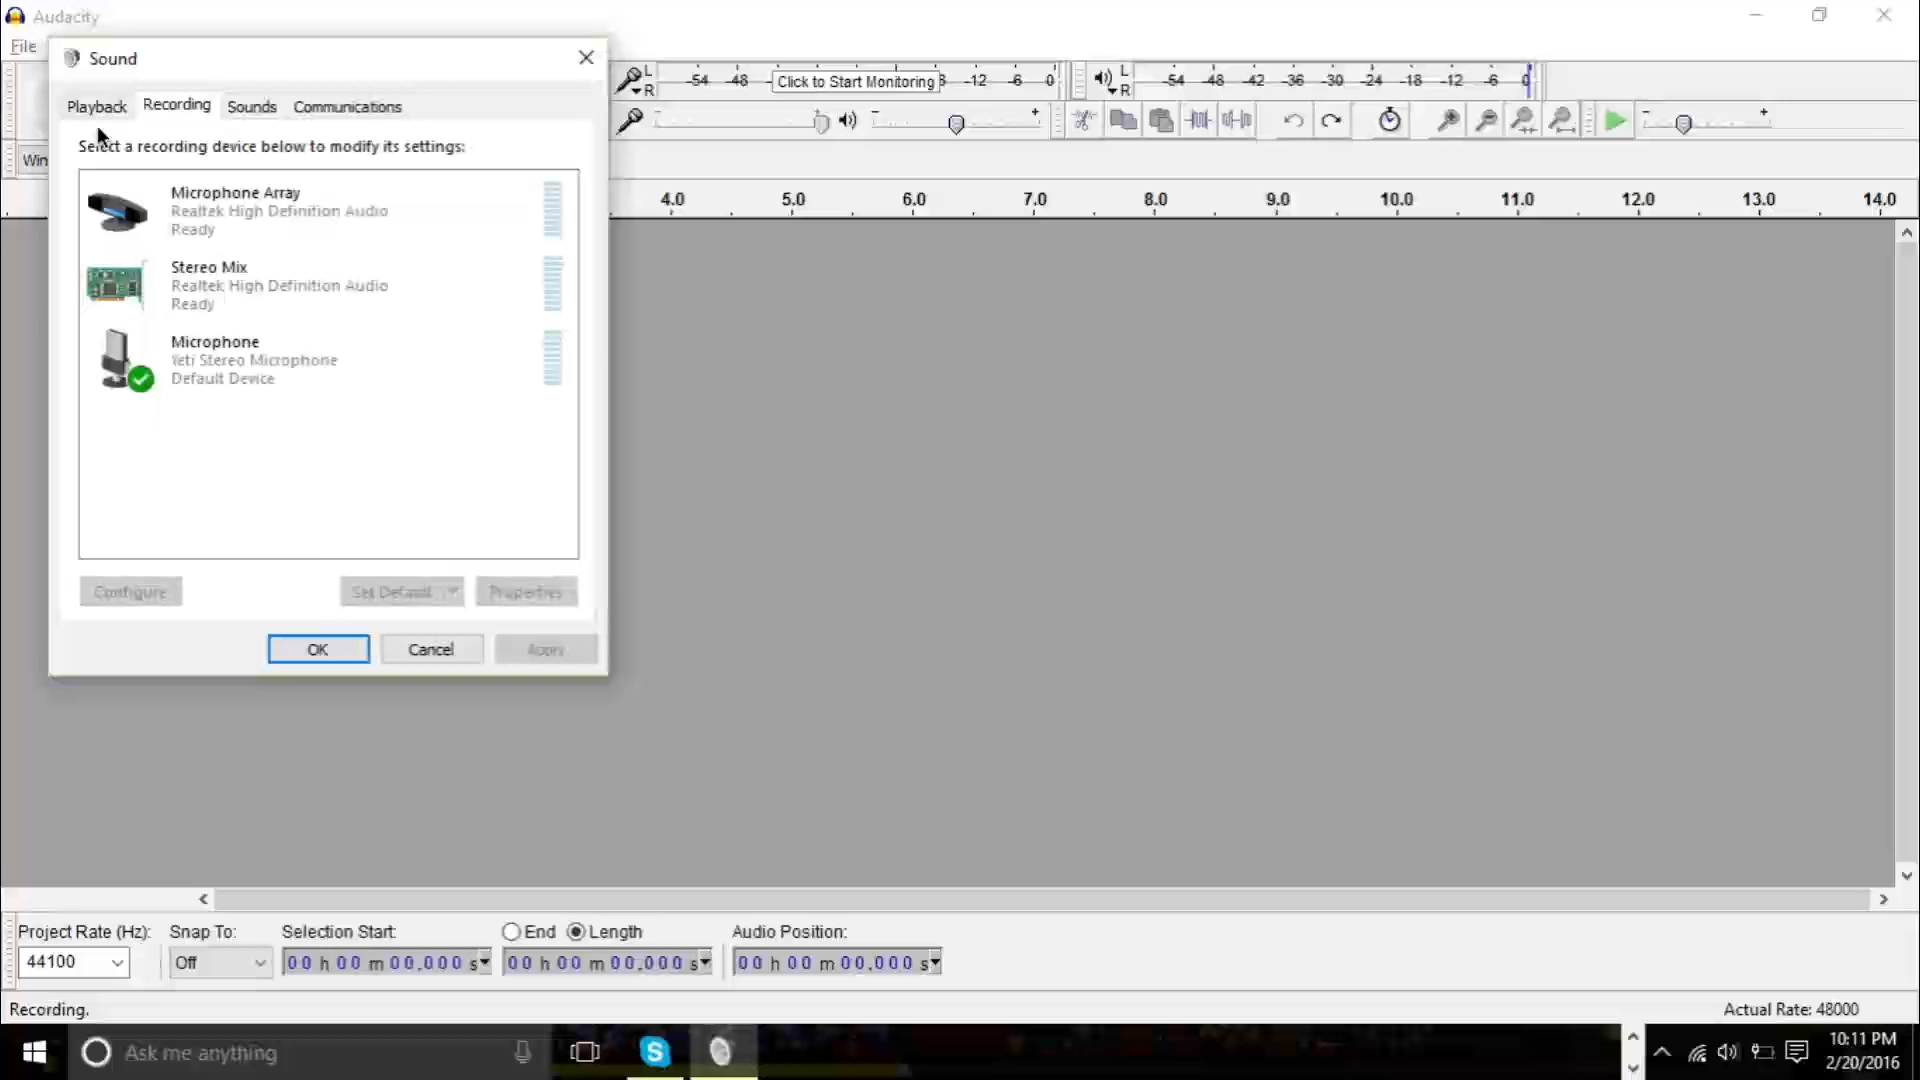 Audacity
File
Sound
Playback
Recording
Sounds
Communications
Select a recording device below to modify its settings:
Microphone Array
Realtek High Definition Audio
Ready
Stereo Mix
Realtek High Definition Audio
Ready
Microphone
Yeti Stereo Microphone
Default Device
Configure
Set Default
Properties
OK
Cancel
Apply
L
R
-54 -48 - Click to Start Monitoring -12 -6 0
L
R
-54 -48 -42 -36 -30 -24 -18 -12 -6 0
- + - +
Win
4.0 5.0 6.0 7.0 8.0 9.0 10.0 11.0 12.0 13.0 14.0
Project Rate (Hz): Snap To: Selection Start: End Length Audio Position:
44100 Off 00 h 00 m 00.000 s 00 h 00 m 00.000 s 00 h 00 m 00.000 s
Recording.
Actual Rate: 48000
Ask me anything
10:11 PM
2/20/2016